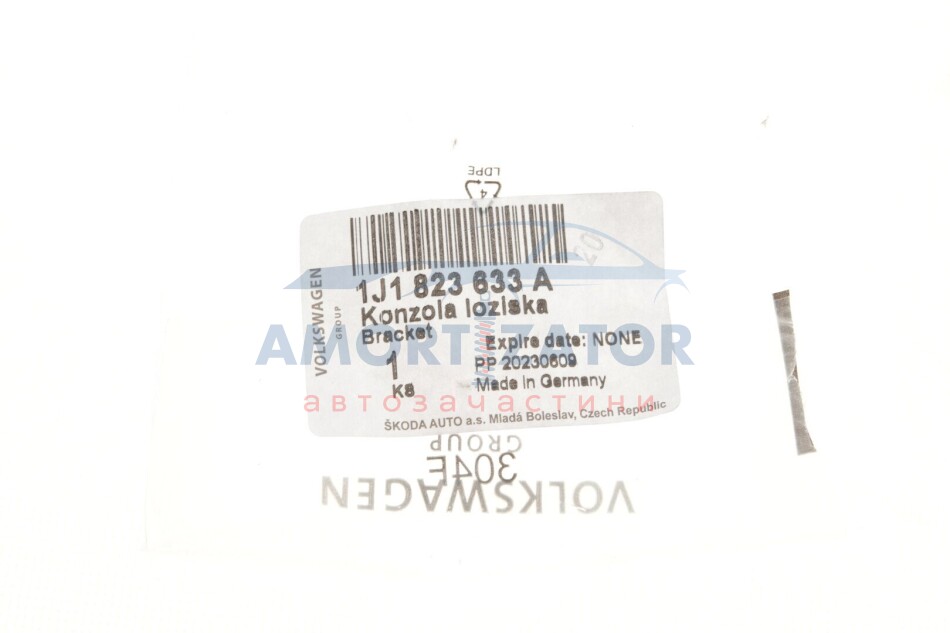 LDPE
4
07
1J1 823 633 A
Konzola loziska
Bracket
Expire date: NONE
1
PP 20230609
Ks
Made in Germany
VOLKSWAGEN
GROUP
AMORTIZATOR
автозапчастини
ŠKODA AUTO a.s. Mladá Boleslav, Czech Republic
GROUP
304E
VOLKSWAGEN